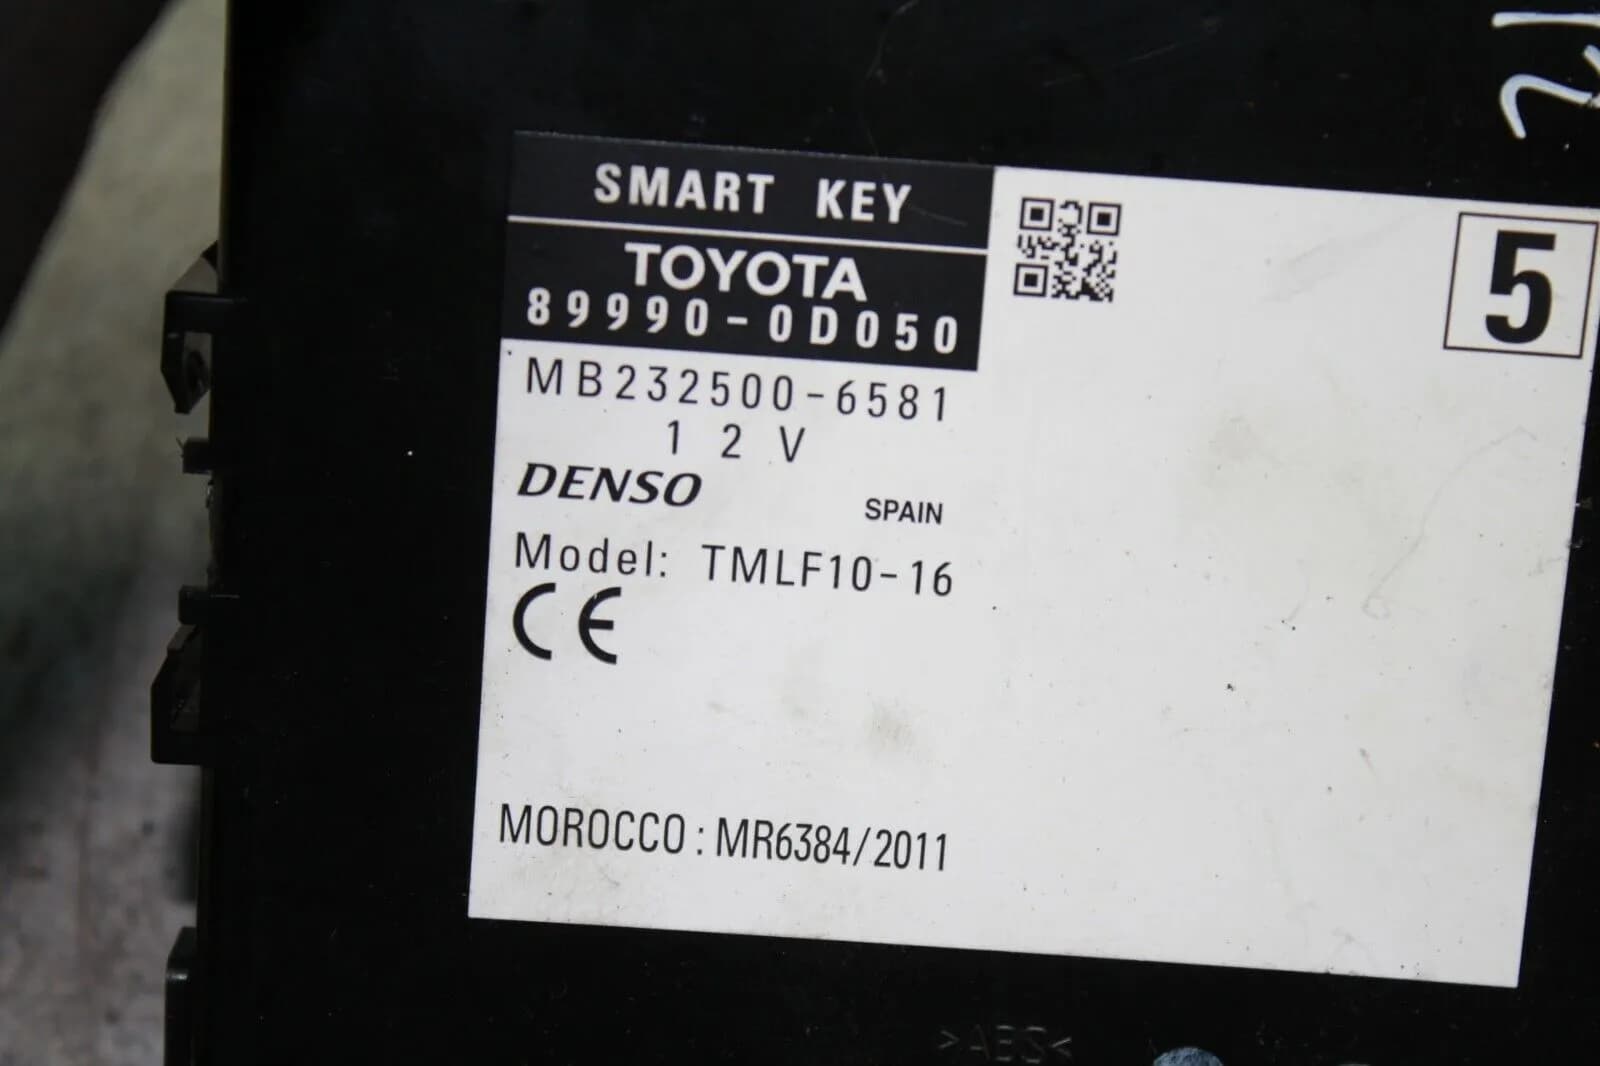 SMART KEY
TOYOTA
89990-0D050
5
MB232500-6581
12V
DENSO SPAIN
Model: TMLF10-16
CE
MOROCCO: MR6384/2011
>ABS<